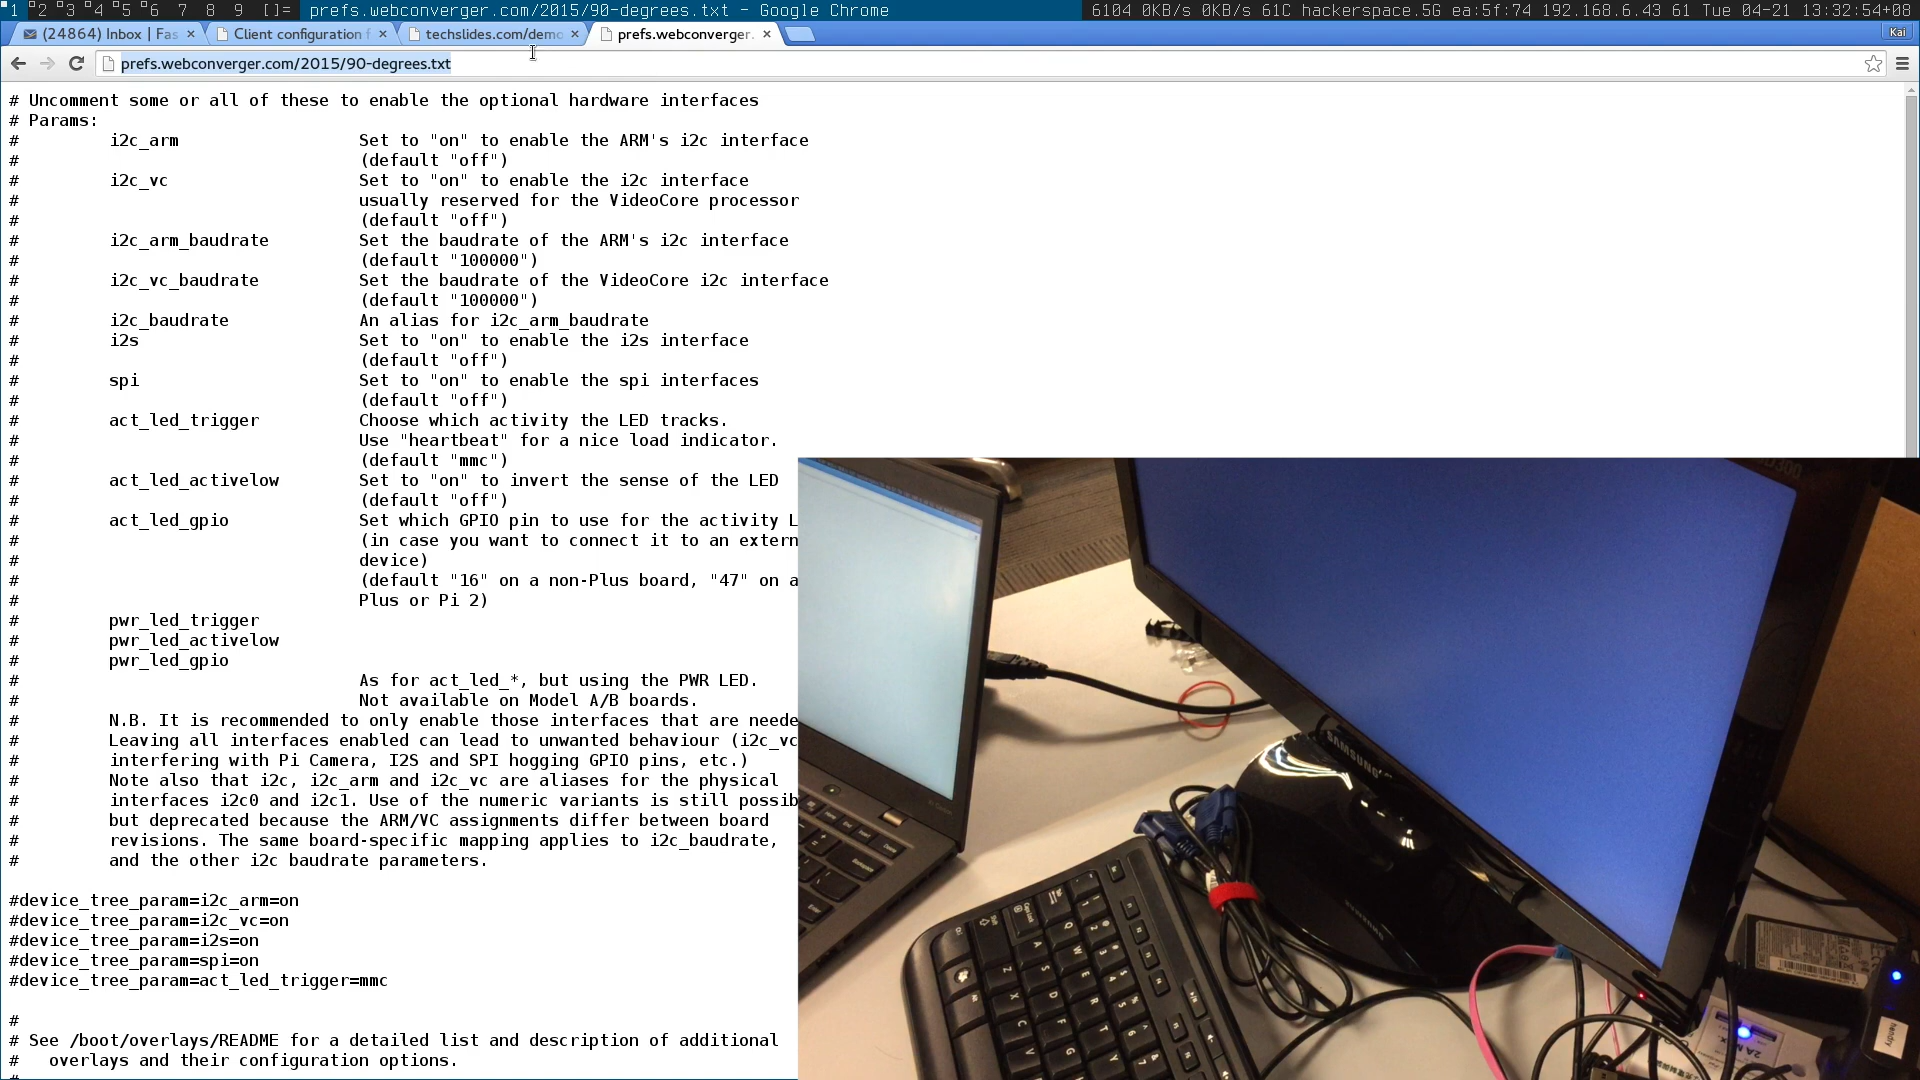 1 2 3 4 5 6 7 8 9 []= prefs.webconverger.com/2015/90-degrees.txt - Google Chrome 6104 0KB/s 0KB/s 61C hackerspace.5G ea:5f:74 192.168.6.43 61 Tue 04-21 13:32:54+08
(24864) Inbox | Fas × Client configuration f × techslides.com/demo × prefs.webconverger. × Kai
prefs.webconverger.com/2015/90-degrees.txt
# Uncomment some or all of these to enable the optional hardware interfaces
# Params:
# i2c_arm Set to "on" to enable the ARM's i2c interface
# (default "off")
# i2c_vc Set to "on" to enable the i2c interface
# usually reserved for the VideoCore processor
# (default "off")
# i2c_arm_baudrate Set the baudrate of the ARM's i2c interface
# (default "100000")
# i2c_vc_baudrate Set the baudrate of the VideoCore i2c interface
# (default "100000")
# i2c_baudrate An alias for i2c_arm_baudrate
# i2s Set to "on" to enable the i2s interface
# (default "off")
# spi Set to "on" to enable the spi interfaces
# (default "off")
# act_led_trigger Choose which activity the LED tracks.
# Use "heartbeat" for a nice load indicator.
# (default "mmc")
# act_led_activelow Set to "on" to invert the sense of the LED
# (default "off")
# act_led_gpio Set which GPIO pin to use for the activity L
# (in case you want to connect it to an extern
# device)
# (default "16" on a non-Plus board, "47" on a
# Plus or Pi 2)
# pwr_led_trigger
# pwr_led_activelow
# pwr_led_gpio
# As for act_led_*, but using the PWR LED.
# Not available on Model A/B boards.
# N.B. It is recommended to only enable those interfaces that are neede
# Leaving all interfaces enabled can lead to unwanted behaviour (i2c_vc
# interfering with Pi Camera, I2S and SPI hogging GPIO pins, etc.)
# Note also that i2c, i2c_arm and i2c_vc are aliases for the physical
# interfaces i2c0 and i2c1. Use of the numeric variants is still possib
# but deprecated because the ARM/VC assignments differ between board
# revisions. The same board-specific mapping applies to i2c_baudrate,
# and the other i2c baudrate parameters.
#device_tree_param=i2c_arm=on
#device_tree_param=i2c_vc=on
#device_tree_param=i2s=on
#device_tree_param=spi=on
#device_tree_param=act_led_trigger=mmc
#
# See /boot/overlays/README for a detailed list and description of additional
# overlays and their configuration options.
SAMSUNG
hendry